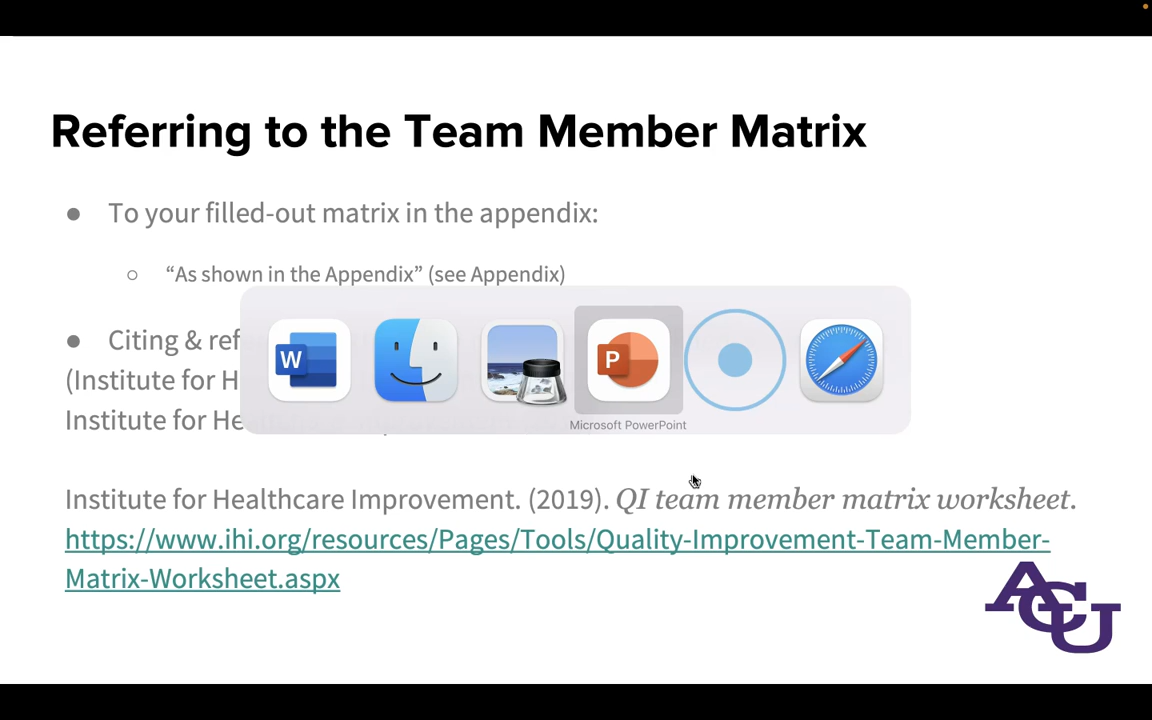 Referring to the Team Member Matrix
● To your filled-out matrix in the appendix:
○ “As shown in the Appendix” (see Appendix)
● Citing & ref
(Institute for H
Institute for He
W
P
Microsoft PowerPoint
Institute for Healthcare Improvement. (2019). QI team member matrix worksheet.
https://www.ihi.org/resources/Pages/Tools/Quality-Improvement-Team-Member-
Matrix-Worksheet.aspx
ACU